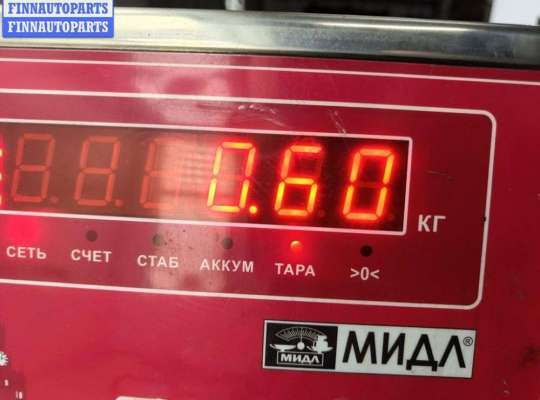 FINNAUTOPARTS
FINNAUTOPARTS
0.60
КГ
СЕТЬ СЧЕТ СТАБ АККУМ ТАРА >0<
МИДЛ МИДЛ®